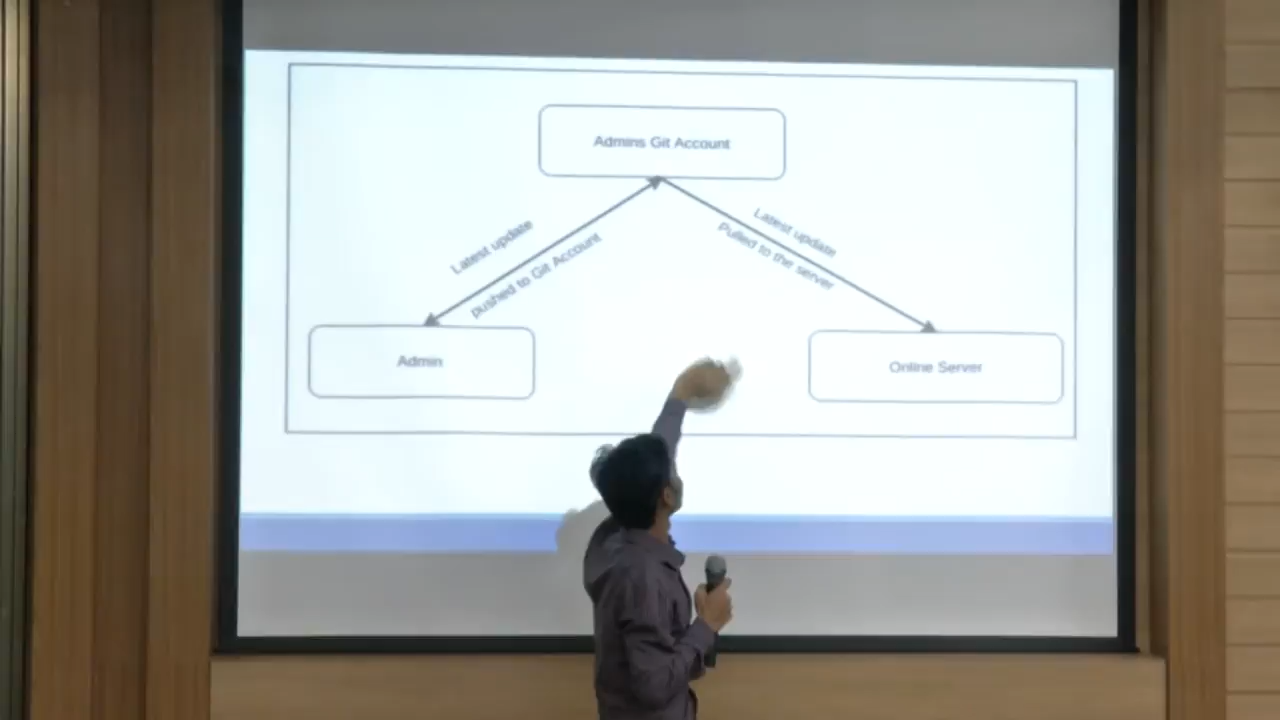 Admins Git Account
Latest update
pushed to Git Account
Latest update
Pulled to the server
Admin
Online Server